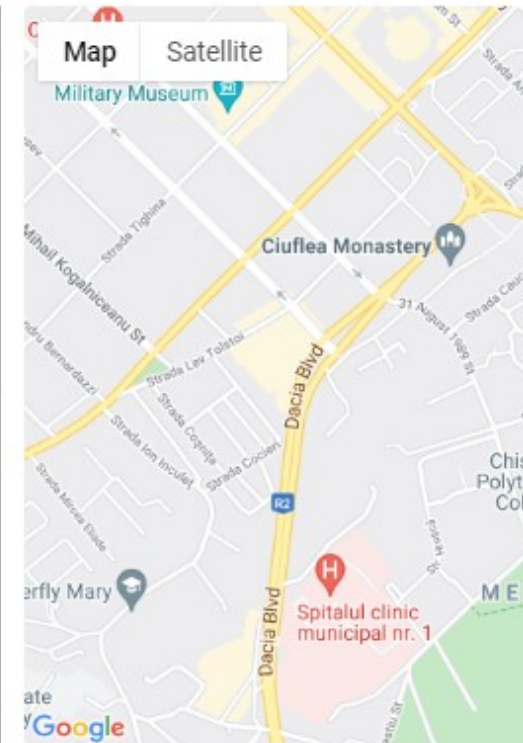 Map
Satellite
Military Museum
Strada Tighina
Ciuflea Monastery
Mihail Kogalniceanu St
31 August 1989 St
Strada Lev Tolstoi
Strada Cosnita
Strada Ion Inculeț
Strada Cocien
Strada Mircea Eliade
Dacia Blvd
R2
H
Spitalul clinic
municipal nr. 1
Dacia Blvd
erfly Mary
Chis
Polyt
Col
M E
ate
Google